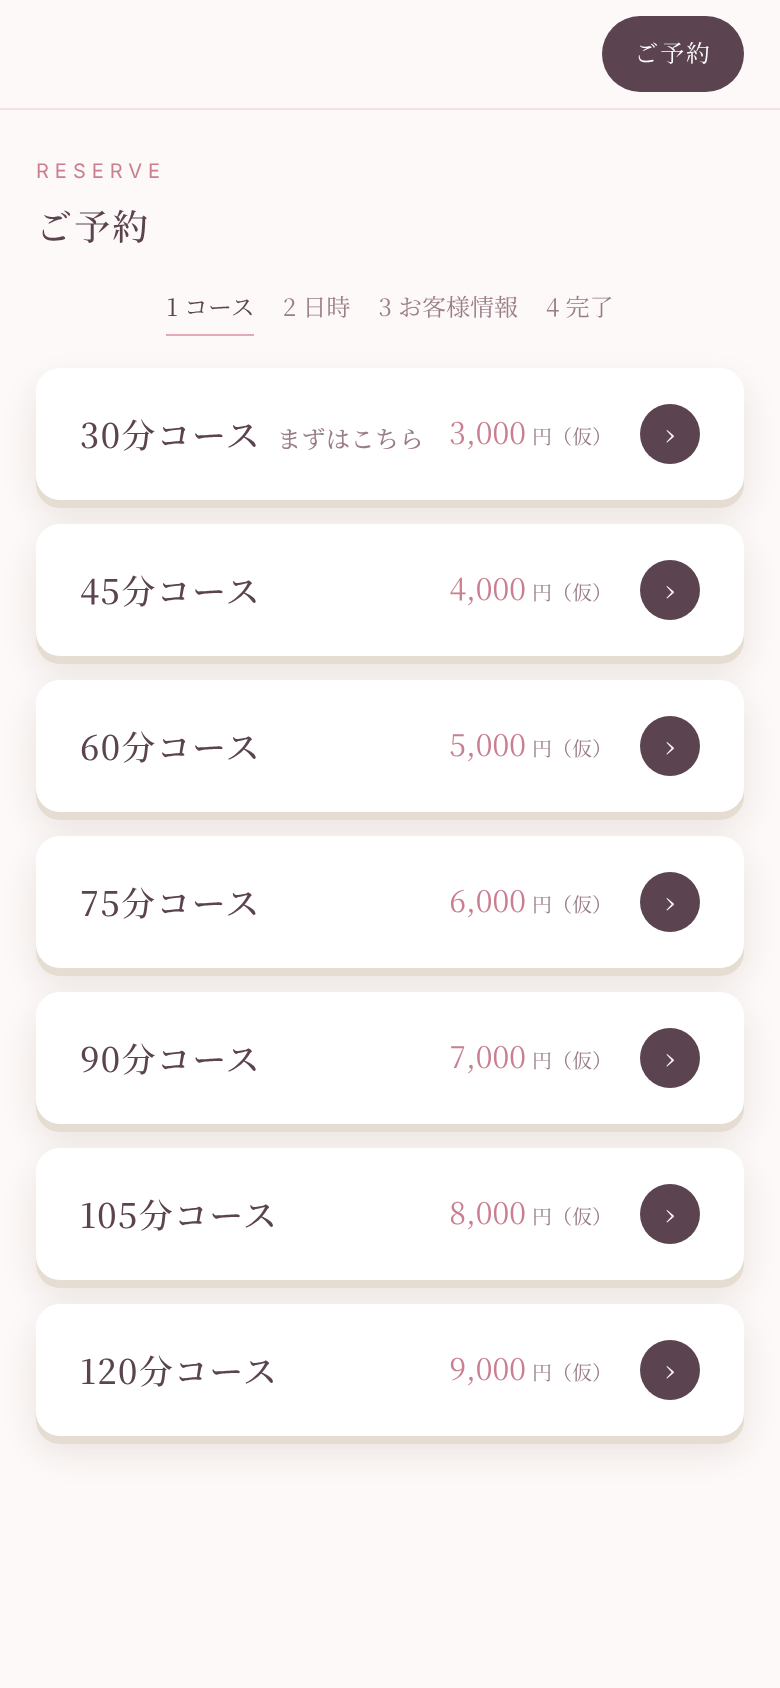 ご予約
RESERVE
ご予約
1 コース 2 日時 3 お客様情報 4 完了
30分コース まずはこちら 3,000 円（仮） ›
45分コース 4,000 円（仮） ›
60分コース 5,000 円（仮） ›
75分コース 6,000 円（仮） ›
90分コース 7,000 円（仮） ›
105分コース 8,000 円（仮） ›
120分コース 9,000 円（仮） ›